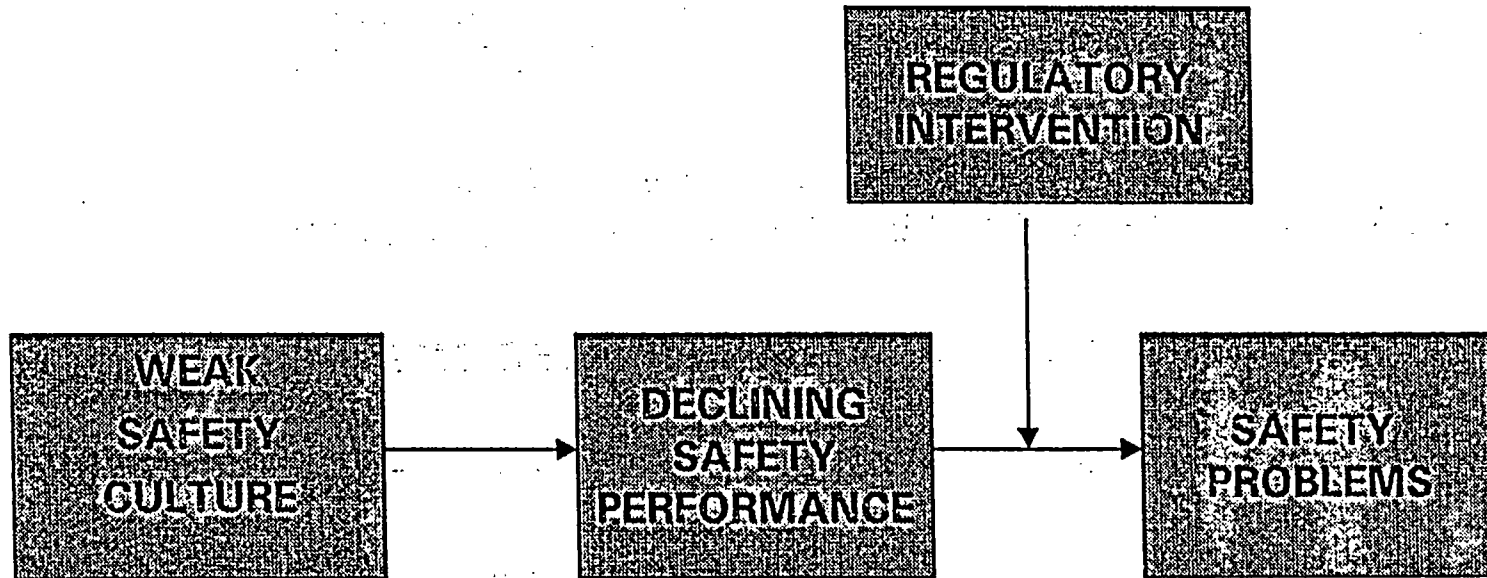 REGULATORY
INTERVENTION
WEAK
SAFETY
CULTURE
DECLINING
SAFETY
PERFORMANCE
SAFETY
PROBLEMS